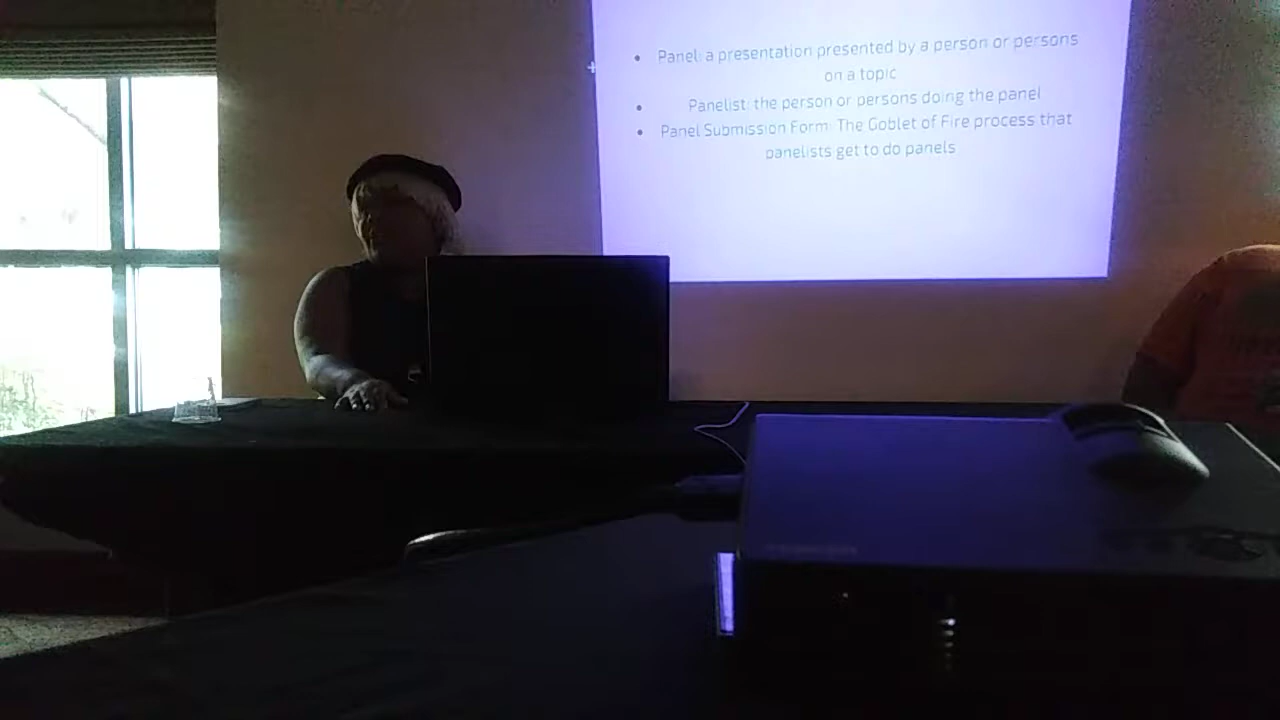 • Panel: a presentation presented by a person or persons
on a topic
• Panelist: the person or persons doing the panel
• Panel Submission Form: The Goblet of Fire process that
panelists get to do panels